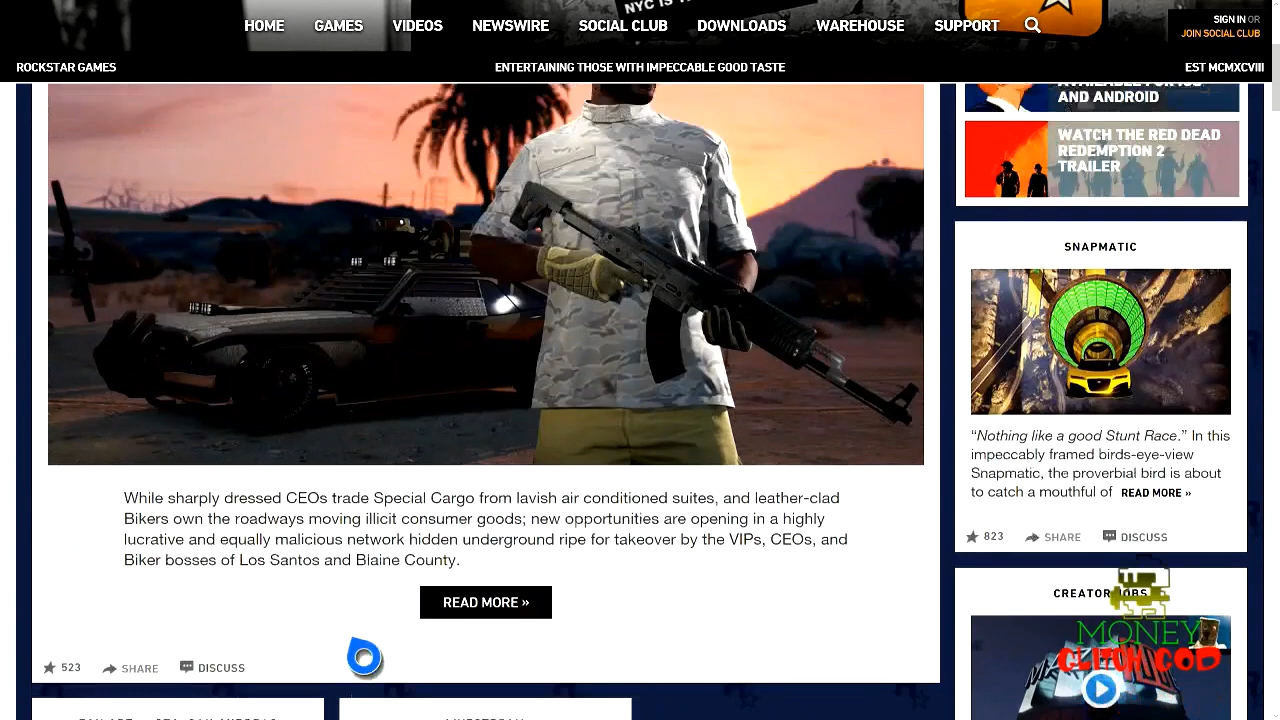 NYC IS
HOME GAMES VIDEOS NEWSWIRE SOCIAL CLUB DOWNLOADS WAREHOUSE SUPPORT
SIGN IN OR
JOIN SOCIAL CLUB
ROCKSTAR GAMES ENTERTAINING THOSE WITH IMPECCABLE GOOD TASTE EST MCMXCVIII
AND ANDROID
WATCH THE RED DEAD
REDEMPTION 2
TRAILER
SNAPMATIC
“Nothing like a good Stunt Race.” In this
impeccably framed birds-eye-view
Snapmatic, the proverbial bird is about
to catch a mouthful of READ MORE »
823 SHARE DISCUSS
While sharply dressed CEOs trade Special Cargo from lavish air conditioned suites, and leather-clad
Bikers own the roadways moving illicit consumer goods; new opportunities are opening in a highly
lucrative and equally malicious network hidden underground ripe for takeover by the VIPs, CEOs, and
Biker bosses of Los Santos and Blaine County.
READ MORE »
523 SHARE DISCUSS
CREATOR JOBS
MONEY
GLITCH GOD